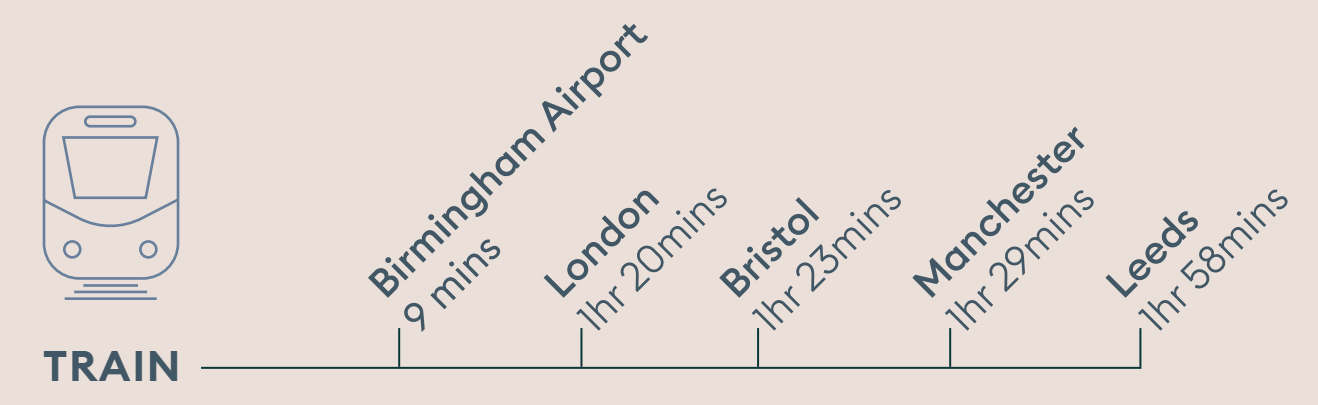 TRAIN
Birmingham Airport
9 mins
London
1hr 20mins
Bristol
1hr 23mins
Manchester
1hr 29mins
Leeds
1hr 58mins